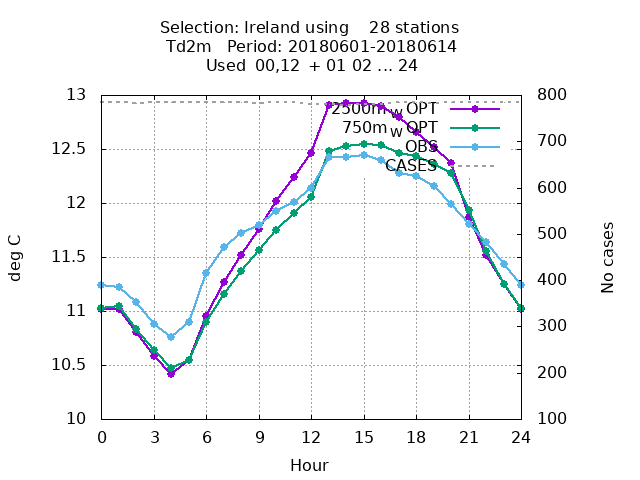 Selection: Ireland using    28 stations
Td2m   Period: 20180601-20180614
Used  00,12  + 01 02 ... 24
13
12.5
12
11.5
11
10.5
10
deg C
800
700
600
500
400
300
200
100
No cases
2500m w OPT
750m w OPT
OBS
CASES
0 3 6 9 12 15 18 21 24
Hour